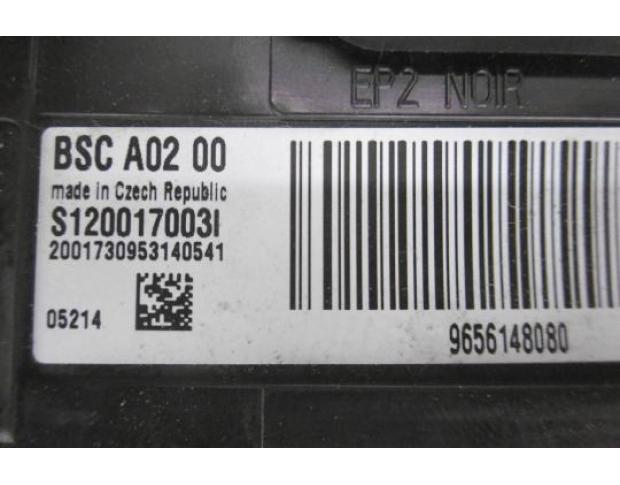 EP2 NOIR
BSC A02 00
made in Czech Republic
S120017003I
2001730953140541
05214
9656148080